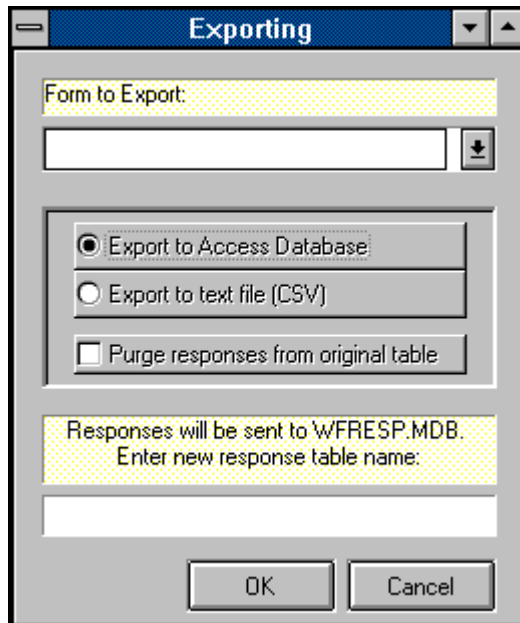 Exporting
Form to Export:
Export to Access Database
Export to text file (CSV)
Purge responses from original table
Responses will be sent to WFRESP.MDB.
Enter new response table name:
OK
Cancel